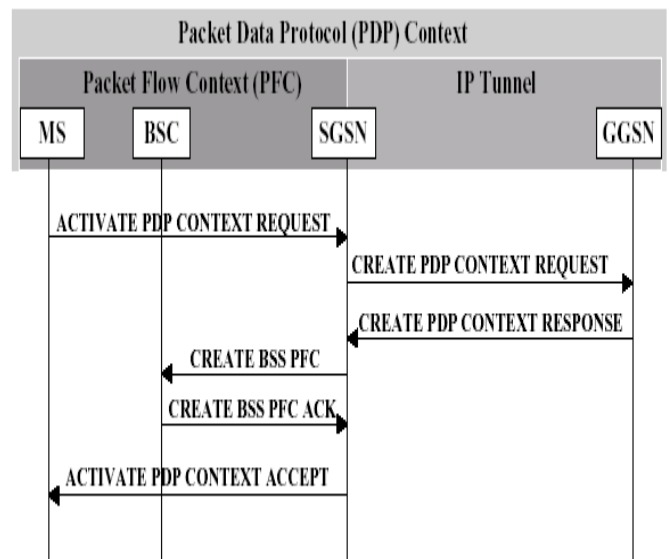 Packet Data Protocol (PDP) Context
Packet Flow Context (PFC)
IP Tunnel
MS
BSC
SGSN
GGSN
ACTIVATE PDP CONTEXT REQUEST
CREATE PDP CONTEXT REQUEST
CREATE PDP CONTEXT RESPONSE
CREATE BSS PFC
CREATE BSS PFC ACK
ACTIVATE PDP CONTEXT ACCEPT